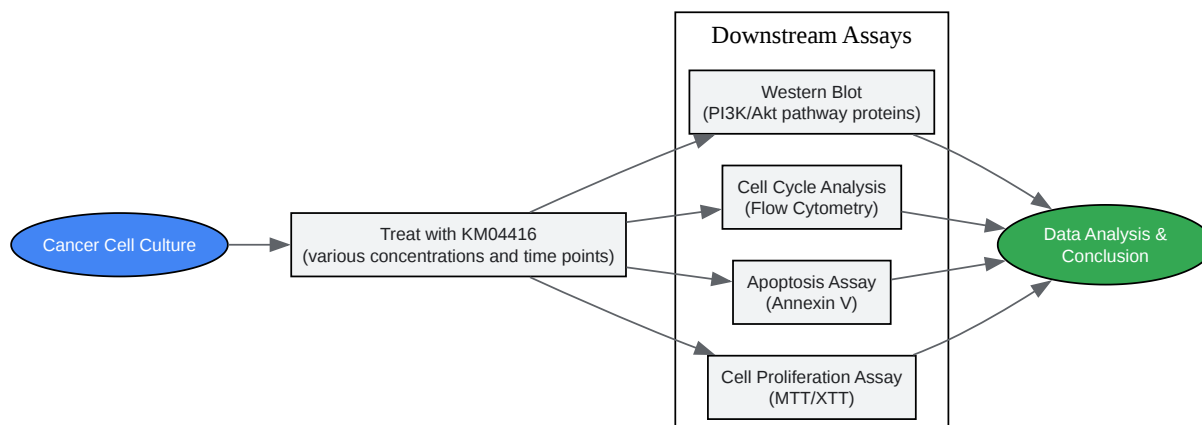 Downstream Assays
Western Blot
(PI3K/Akt pathway proteins)
Cell Cycle Analysis
(Flow Cytometry)
Cancer Cell Culture
Treat with KM04416
(various concentrations and time points)
Data Analysis &
Conclusion
Apoptosis Assay
(Annexin V)
Cell Proliferation Assay
(MTT/XTT)